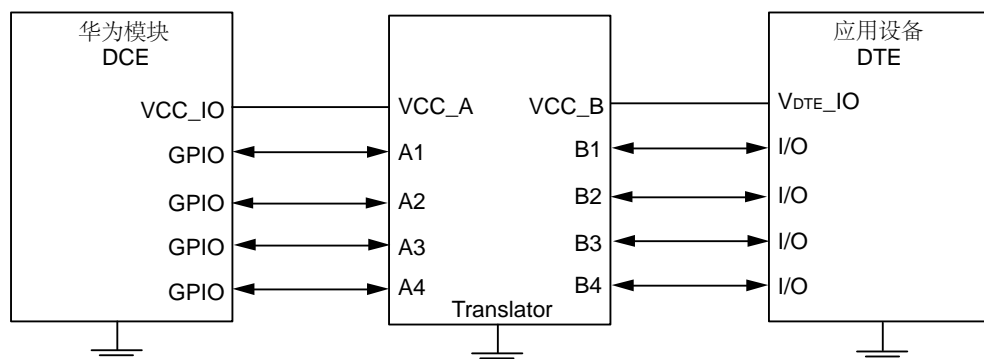 华为模块
DCE
VCC_IO
GPIO
GPIO
GPIO
GPIO
VCC_A
A1
A2
A3
A4
VCC_B
B1
B2
B3
B4
Translator
应用设备
DTE
VDTE_IO
I/O
I/O
I/O
I/O